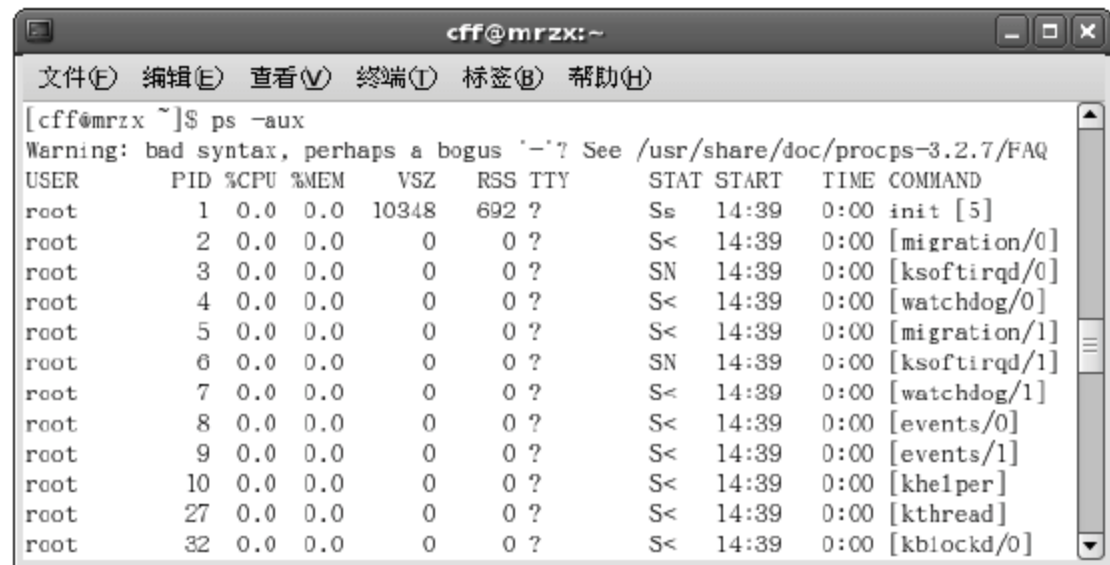 cff@mrzx:~
文件(F) 编辑(E) 查看(V) 终端(T) 标签(B) 帮助(H)
[cff@mrzx ~]$ ps -aux
Warning: bad syntax, perhaps a bogus '-'? See /usr/share/doc/procps-3.2.7/FAQ
USER PID %CPU %MEM VSZ RSS TTY STAT START TIME COMMAND
root 1 0.0 0.0 10348 692 ? Ss 14:39 0:00 init [5]
root 2 0.0 0.0 0 0 ? S< 14:39 0:00 [migration/0]
root 3 0.0 0.0 0 0 ? SN 14:39 0:00 [ksoftirqd/0]
root 4 0.0 0.0 0 0 ? S< 14:39 0:00 [watchdog/0]
root 5 0.0 0.0 0 0 ? S< 14:39 0:00 [migration/1]
root 6 0.0 0.0 0 0 ? SN 14:39 0:00 [ksoftirqd/1]
root 7 0.0 0.0 0 0 ? S< 14:39 0:00 [watchdog/1]
root 8 0.0 0.0 0 0 ? S< 14:39 0:00 [events/0]
root 9 0.0 0.0 0 0 ? S< 14:39 0:00 [events/1]
root 10 0.0 0.0 0 0 ? S< 14:39 0:00 [khelper]
root 27 0.0 0.0 0 0 ? S< 14:39 0:00 [kthread]
root 32 0.0 0.0 0 0 ? S< 14:39 0:00 [kblockd/0]